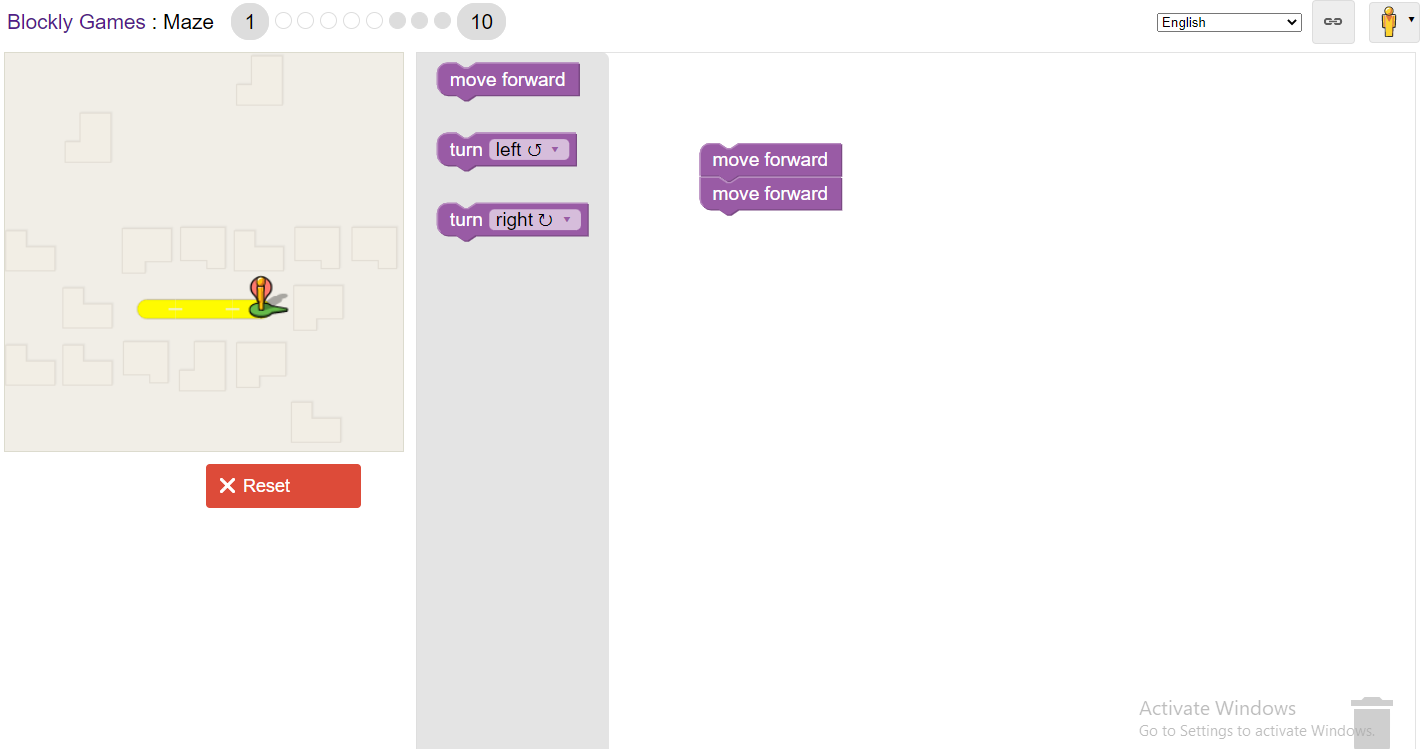 Blockly Games : Maze 1 10 English
move forward
turn left ↺
turn right ↻
move forward
move forward
Reset
Activate Windows
Go to Settings to activate Windows.